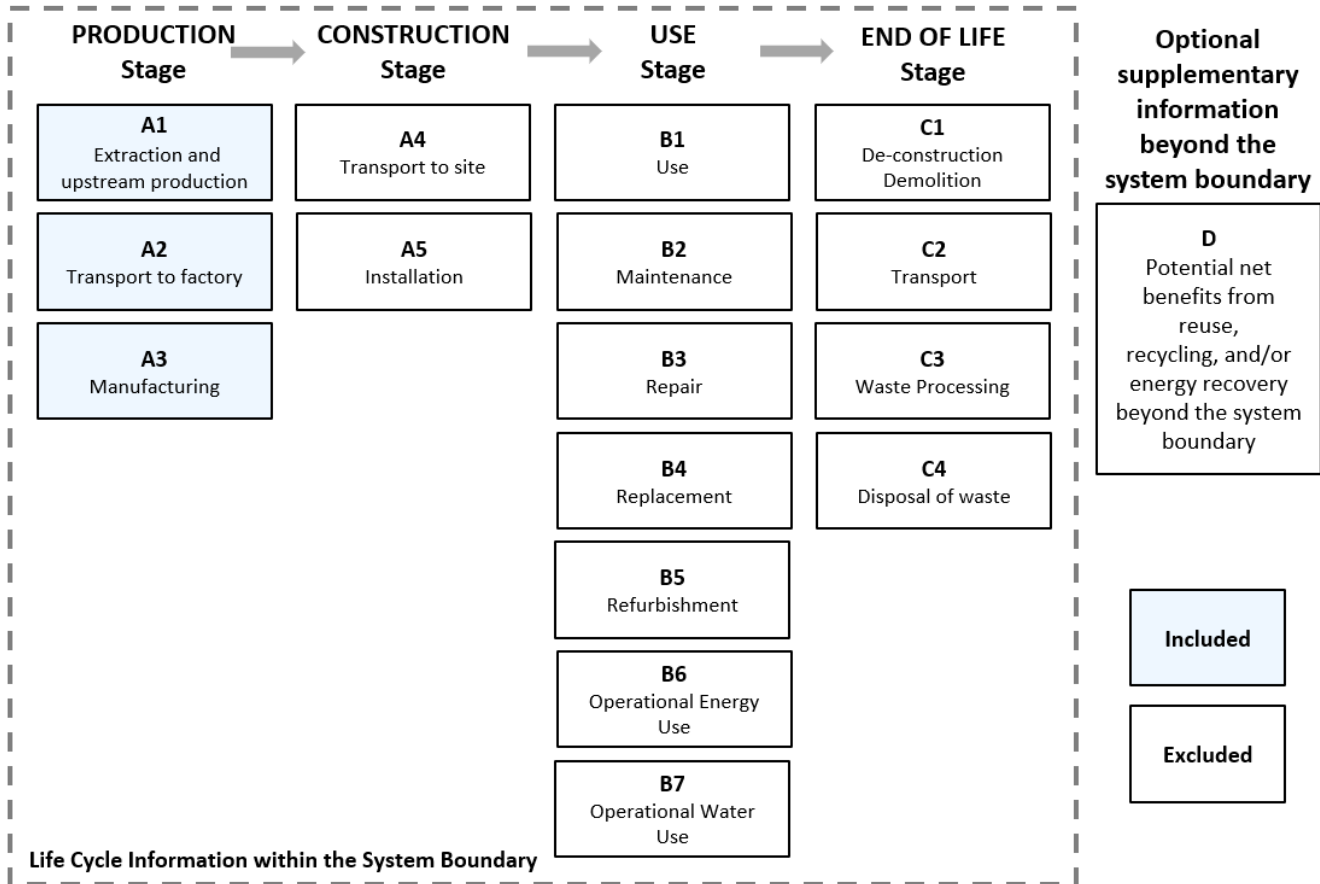 PRODUCTION
Stage
CONSTRUCTION
Stage
USE
Stage
END OF LIFE
Stage
Optional
supplementary
information
beyond the
system boundary
A1
Extraction and
upstream production
A2
Transport to factory
A3
Manufacturing
A4
Transport to site
A5
Installation
B1
Use
B2
Maintenance
B3
Repair
B4
Replacement
B5
Refurbishment
B6
Operational Energy
Use
B7
Operational Water
Use
C1
De-construction
Demolition
C2
Transport
C3
Waste Processing
C4
Disposal of waste
D
Potential net
benefits from
reuse,
recycling, and/or
energy recovery
beyond the system
boundary
Included
Excluded
Life Cycle Information within the System Boundary